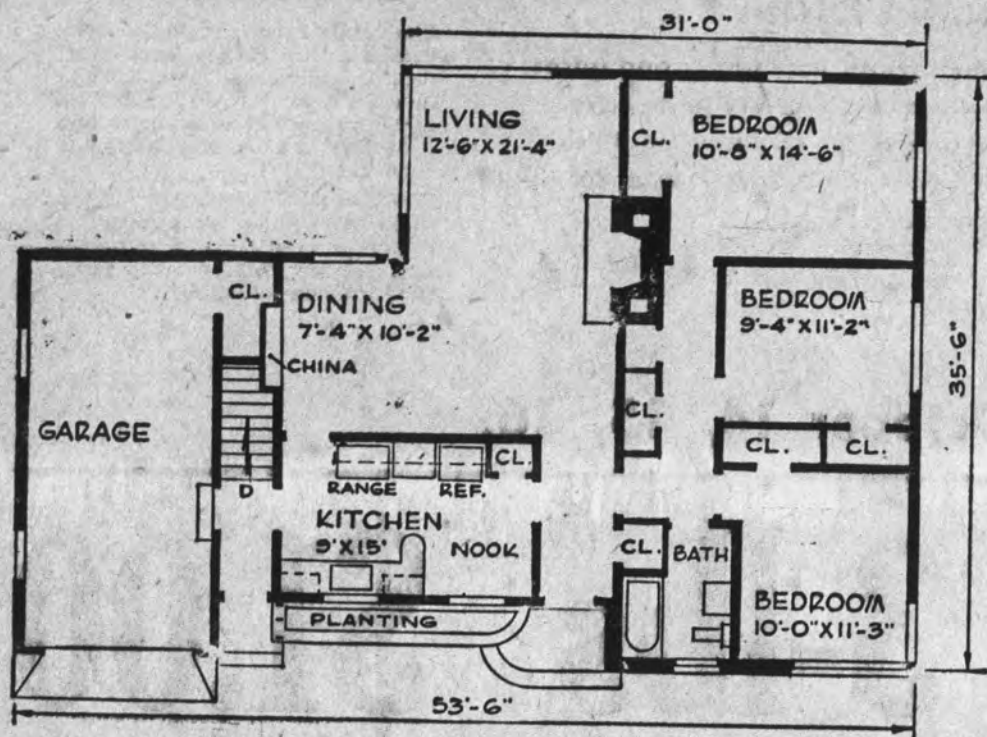 31'-0"
LIVING
12'-6" X 21'-4"
CL.
BEDROOM
10'-8" X 14'-6"
CL.
DINING
7'-4" X 10'-2"
CHINA
BEDROOM
9'-4" X 11'-2"
35'-6"
GARAGE
CL.
CL.
CL.
CL.
D
RANGE
REF.
KITCHEN
9' X 15'
NOOK
CL.
BATH
PLANTING
BEDROOM
10'-0" X 11'-3"
53'-6"